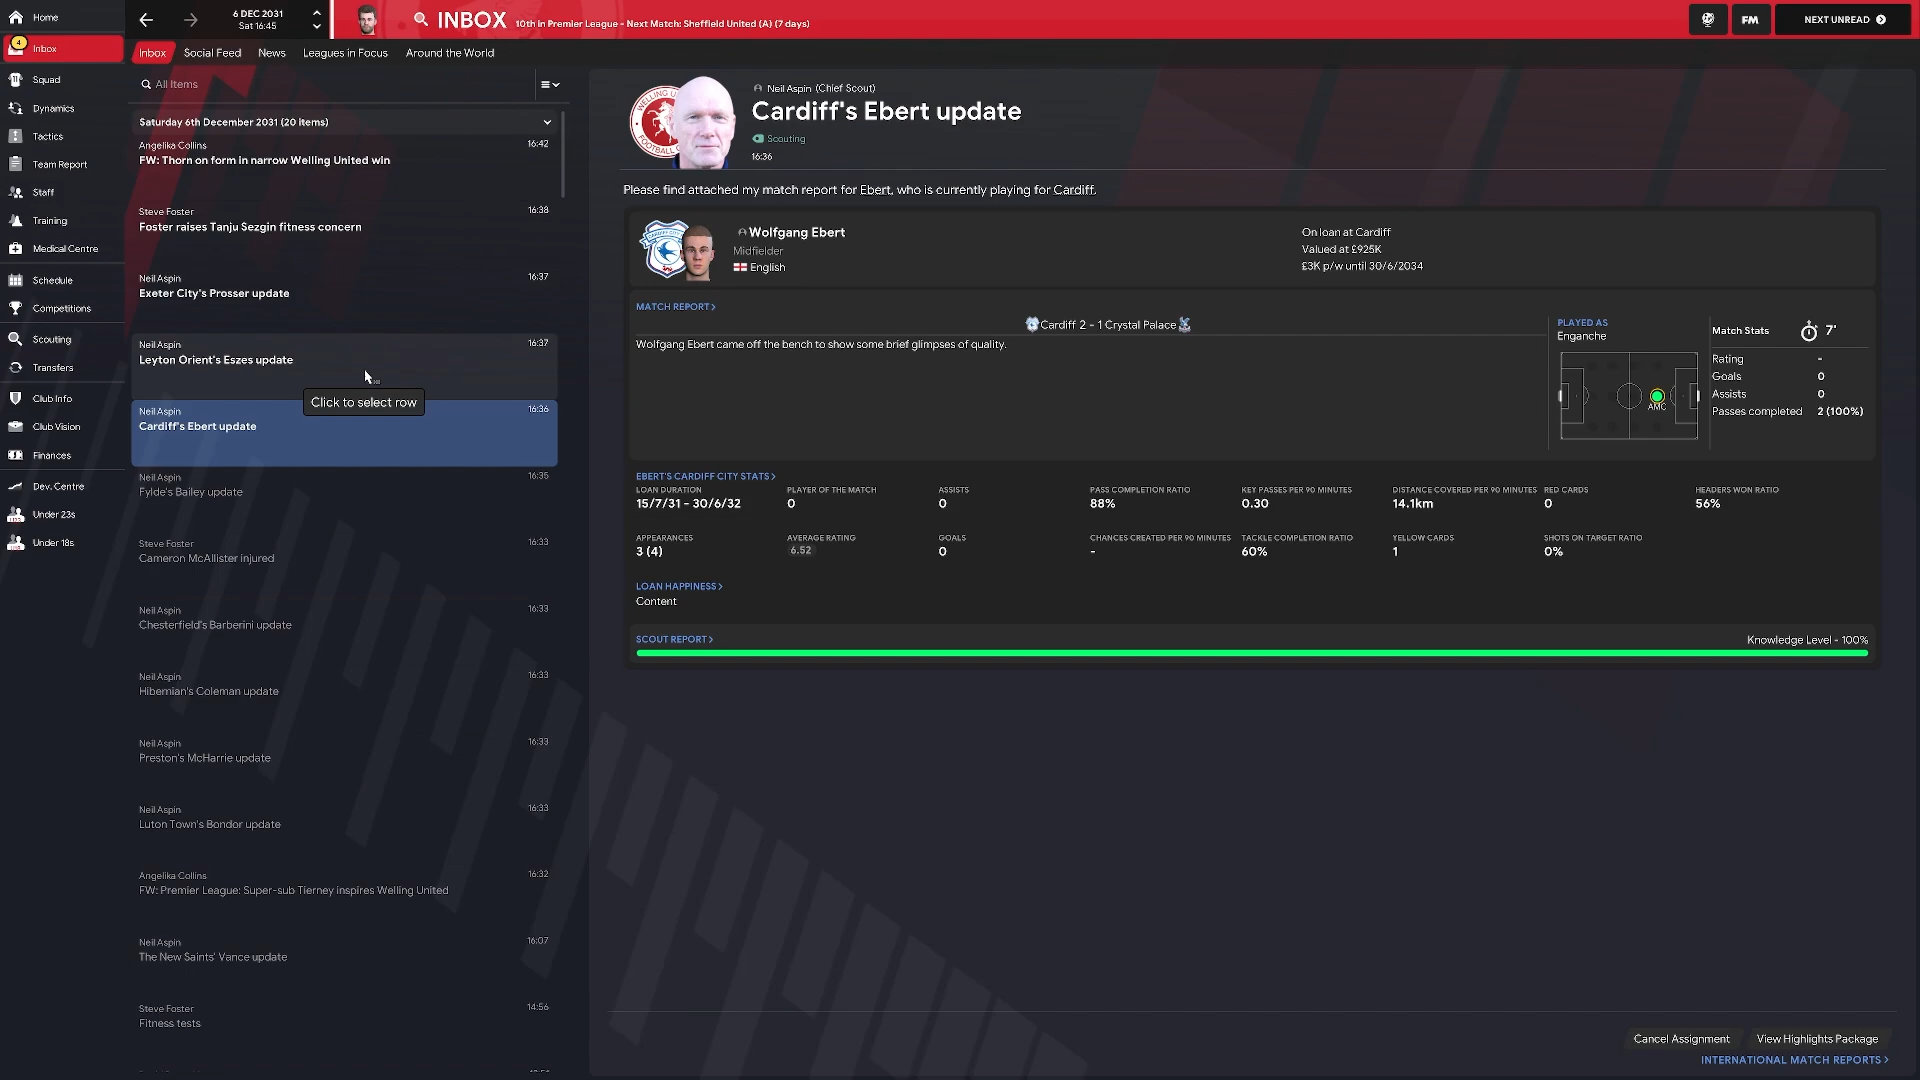 6 DEC 2031
Sat 16:45
INBOX
10th in Premier League - Next Match: Sheffield United (A) (7 days)
FM
NEXT UNREAD
4
Home
Inbox
Squad
Dynamics
Tactics
Team Report
Staff
Training
Medical Centre
Schedule
Competitions
Scouting
Transfers
Club Info
Club Vision
Finances
Dev. Centre
Under 23s
Under 18s
Inbox
Social Feed
News
Leagues in Focus
Around the World
All Items
Saturday 6th December 2031 (20 items)
Angelika Collins
16:42
FW: Thorn on form in narrow Welling United win
Steve Foster
16:38
Foster raises Tanju Sezgin fitness concern
Neil Aspin
16:37
Exeter City's Prosser update
Neil Aspin
16:37
Leyton Orient's Eszes update
Click to select row
Neil Aspin
16:36
Cardiff's Ebert update
Neil Aspin
16:35
Fylde's Bailey update
Steve Foster
16:33
Cameron McAllister injured
Neil Aspin
16:33
Chesterfield's Barberini update
Neil Aspin
16:33
Hibernian's Coleman update
Neil Aspin
16:33
Preston's McHarrie update
Neil Aspin
16:33
Luton Town's Bondor update
Angelika Collins
16:32
FW: Premier League: Super-sub Tierney inspires Welling United
Neil Aspin
16:07
The New Saints' Vance update
Steve Foster
14:56
Fitness tests
Neil Aspin (Chief Scout)
Cardiff's Ebert update
Scouting
16:36
Please find attached my match report for Ebert, who is currently playing for Cardiff.
Wolfgang Ebert
Midfielder
English
On loan at Cardiff
Valued at £925K
£3K p/w until 30/6/2034
MATCH REPORT >
Cardiff 2 - 1 Crystal Palace
Wolfgang Ebert came off the bench to show some brief glimpses of quality.
PLAYED AS
Enganche
AMC
Match Stats
7'
Rating -
Goals 0
Assists 0
Passes completed 2 (100%)
EBERT'S CARDIFF CITY STATS >
LOAN DURATION
15/7/31 - 30/6/32
PLAYER OF THE MATCH
0
ASSISTS
0
PASS COMPLETION RATIO
88%
KEY PASSES PER 90 MINUTES
0.30
DISTANCE COVERED PER 90 MINUTES
14.1km
RED CARDS
0
HEADERS WON RATIO
56%
APPEARANCES
3 (4)
AVERAGE RATING
6.52
GOALS
0
CHANCES CREATED PER 90 MINUTES
-
TACKLE COMPLETION RATIO
60%
YELLOW CARDS
1
SHOTS ON TARGET RATIO
0%
LOAN HAPPINESS >
Content
SCOUT REPORT >
Knowledge Level - 100%
Cancel Assignment
View Highlights Package
INTERNATIONAL MATCH REPORTS >